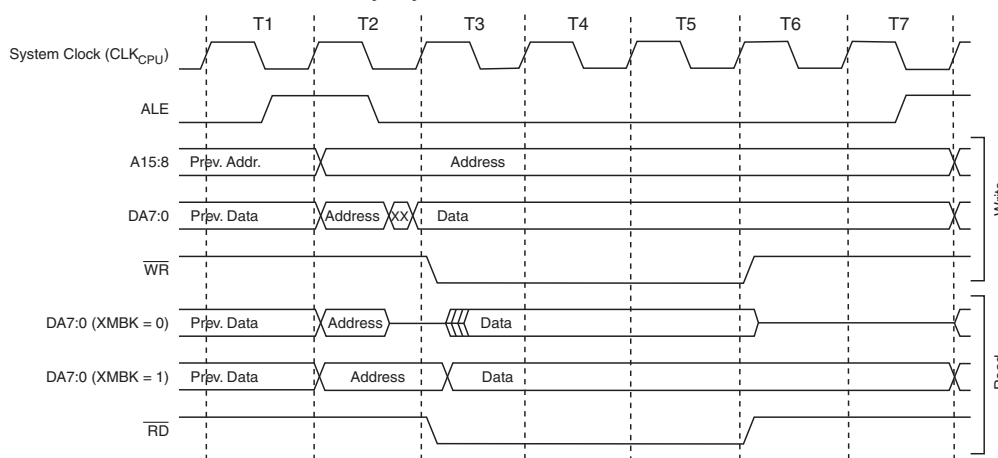 T1 T2 T3 T4 T5 T6 T7
System Clock (CLKCPU)
ALE
A15:8 Prev. Addr. Address
DA7:0 Prev. Data Address XX Data
WR
Write
DA7:0 (XMBK = 0) Prev. Data Address Data
DA7:0 (XMBK = 1) Prev. Data Address Data
RD
Read